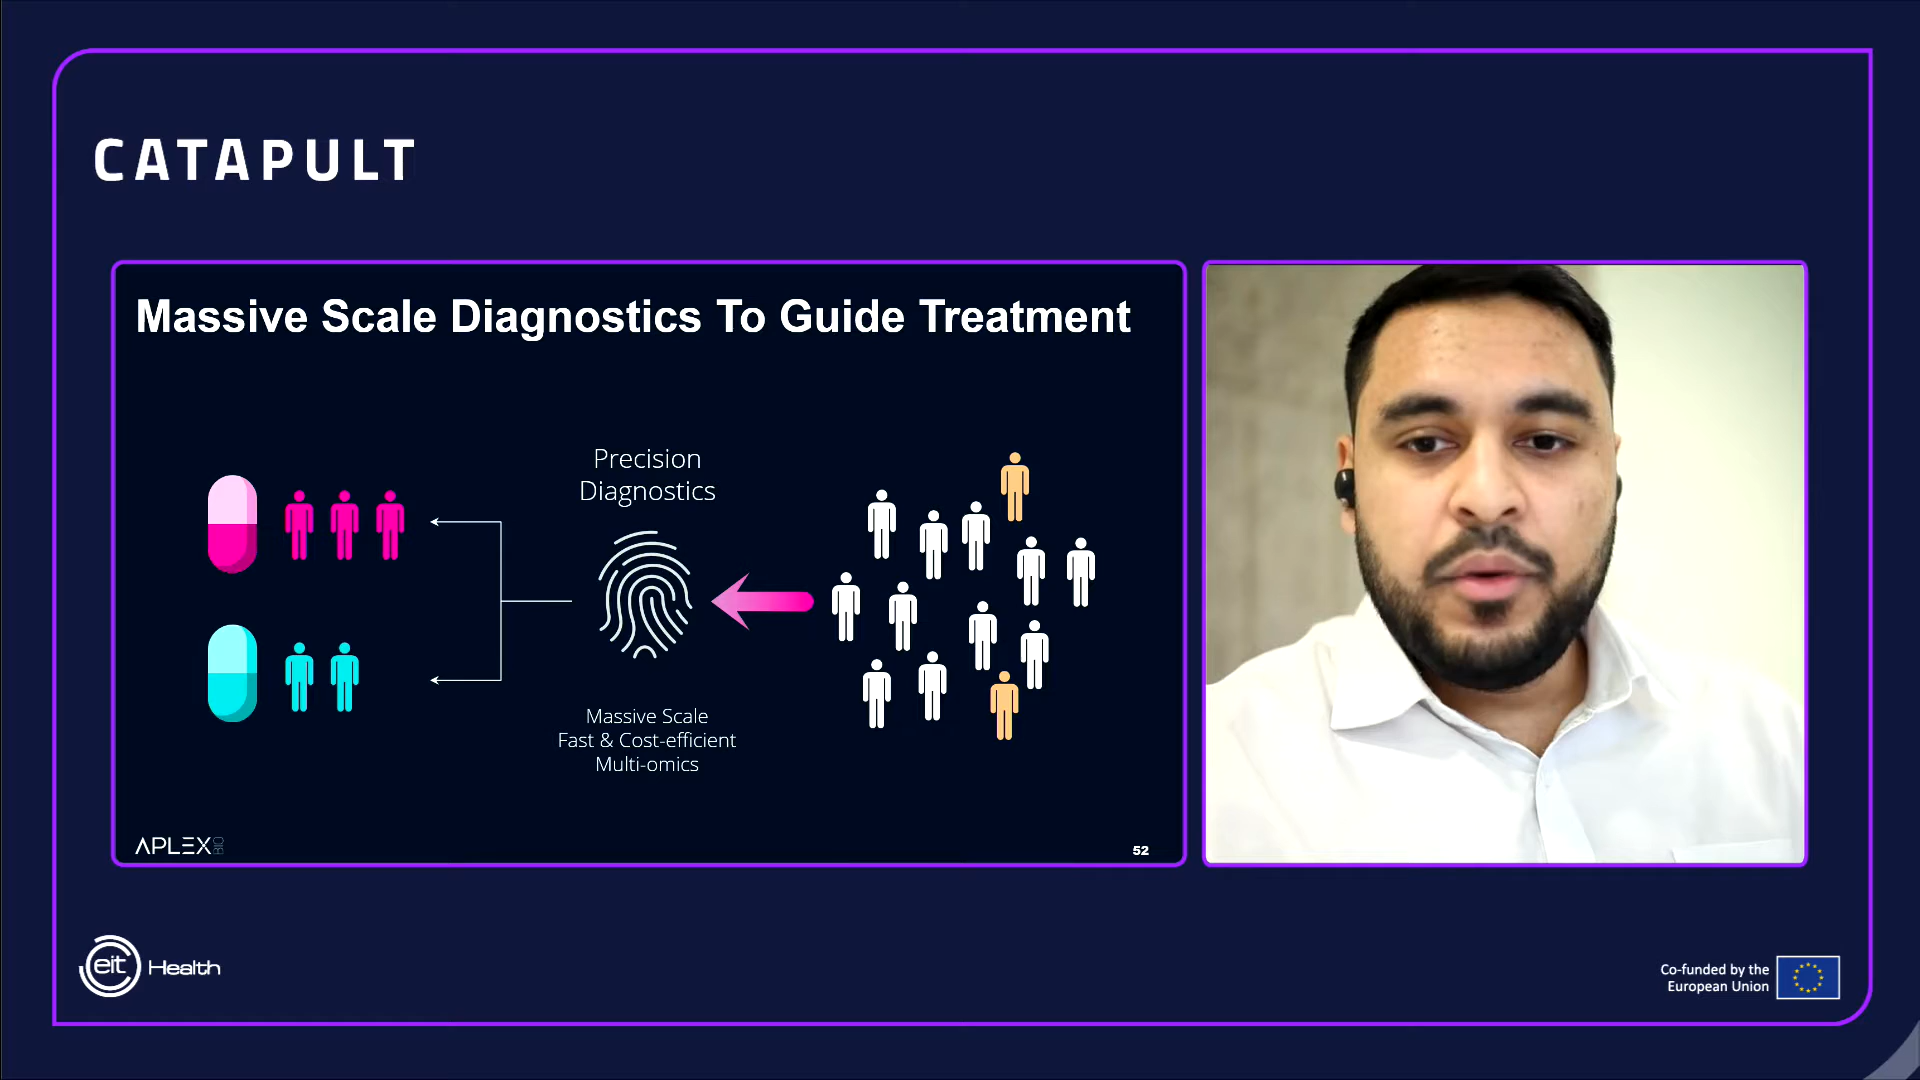 CATAPULT
Massive Scale Diagnostics To Guide Treatment
Precision
Diagnostics
Massive Scale
Fast & Cost-efficient
Multi-omics
APLEX BIO
52
eit Health
Co-funded by the
European Union